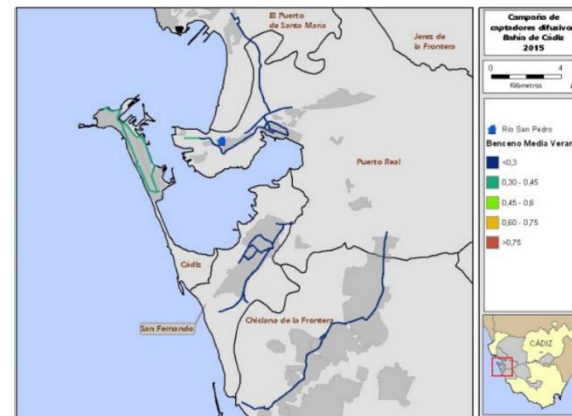 El Puerto
de Santa María
Jerez de
la Frontera
Puerto Real
Cádiz
San Fernando
Chiclana de la Frontera
Campaña de
captadores difusivo
Bahía de Cádiz
2015
0 4
Kilómetros
Río San Pedro
Benceno Media Veran
<0,3
0,30 - 0,45
0,45 - 0,6
0,60 - 0,75
>0,75
CÁDIZ